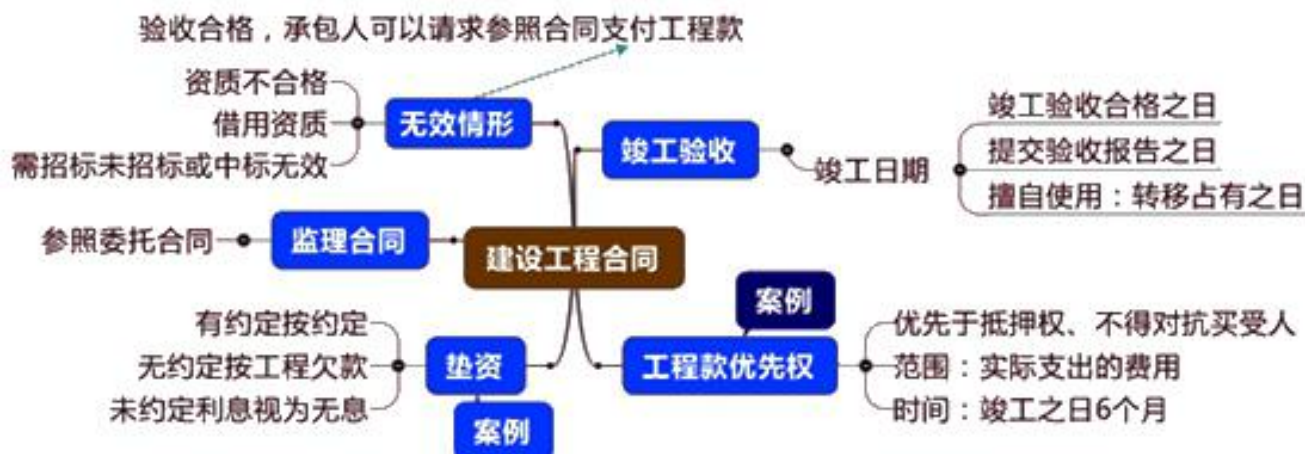 验收合格，承包人可以请求参照合同支付工程款
资质不合格
借用资质
需招标未招标或中标无效
无效情形
竣工验收
竣工日期
竣工验收合格之日
提交验收报告之日
擅自使用：转移占有之日
参照委托合同
监理合同
建设工程合同
案例
有约定按约定
无约定按工程欠款
未约定利息视为无息
垫资
案例
工程款优先权
优先于抵押权、不得对抗买受人
范围：实际支出的费用
时间：竣工之日6个月